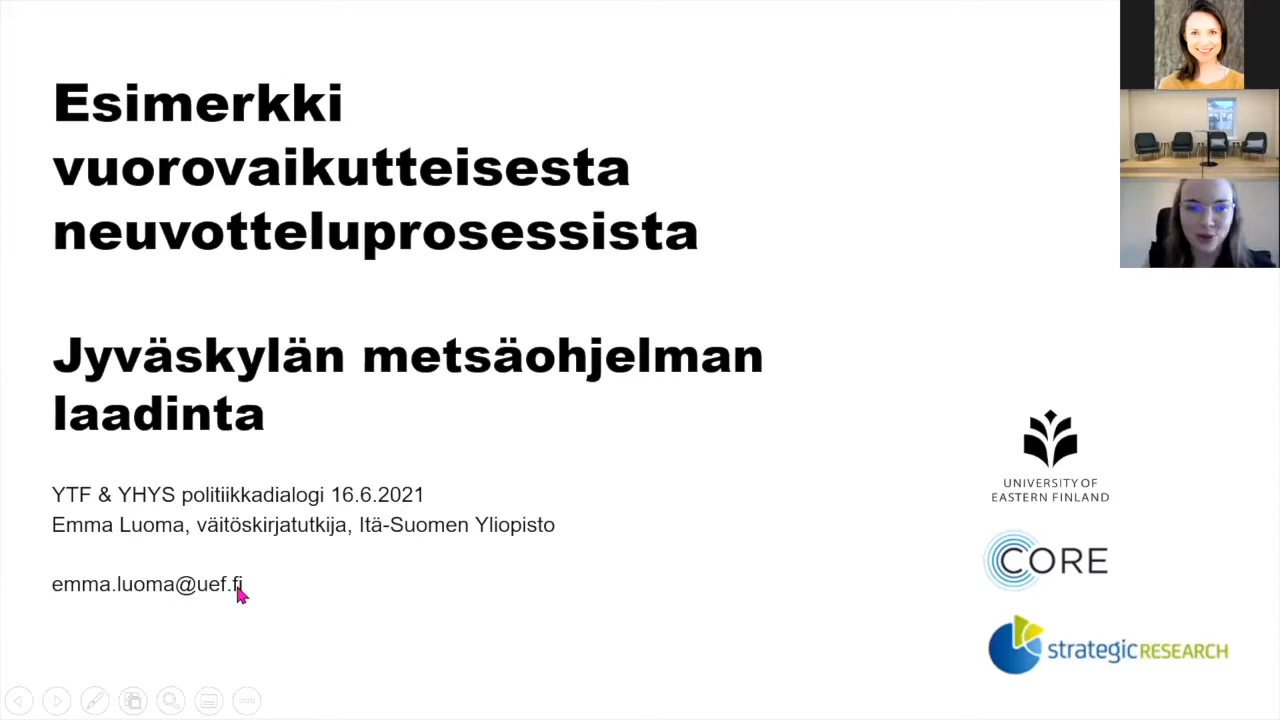 Esimerkki
vuorovaikutteisesta
neuvotteluprosessista
Jyväskylän metsäohjelman
laadinta
YTF & YHYS politiikkadialogi 16.6.2021
Emma Luoma, väitöskirjatutkija, Itä-Suomen Yliopisto
emma.luoma@uef.fi
UNIVERSITY OF
EASTERN FINLAND
CORE
strategic RESEARCH